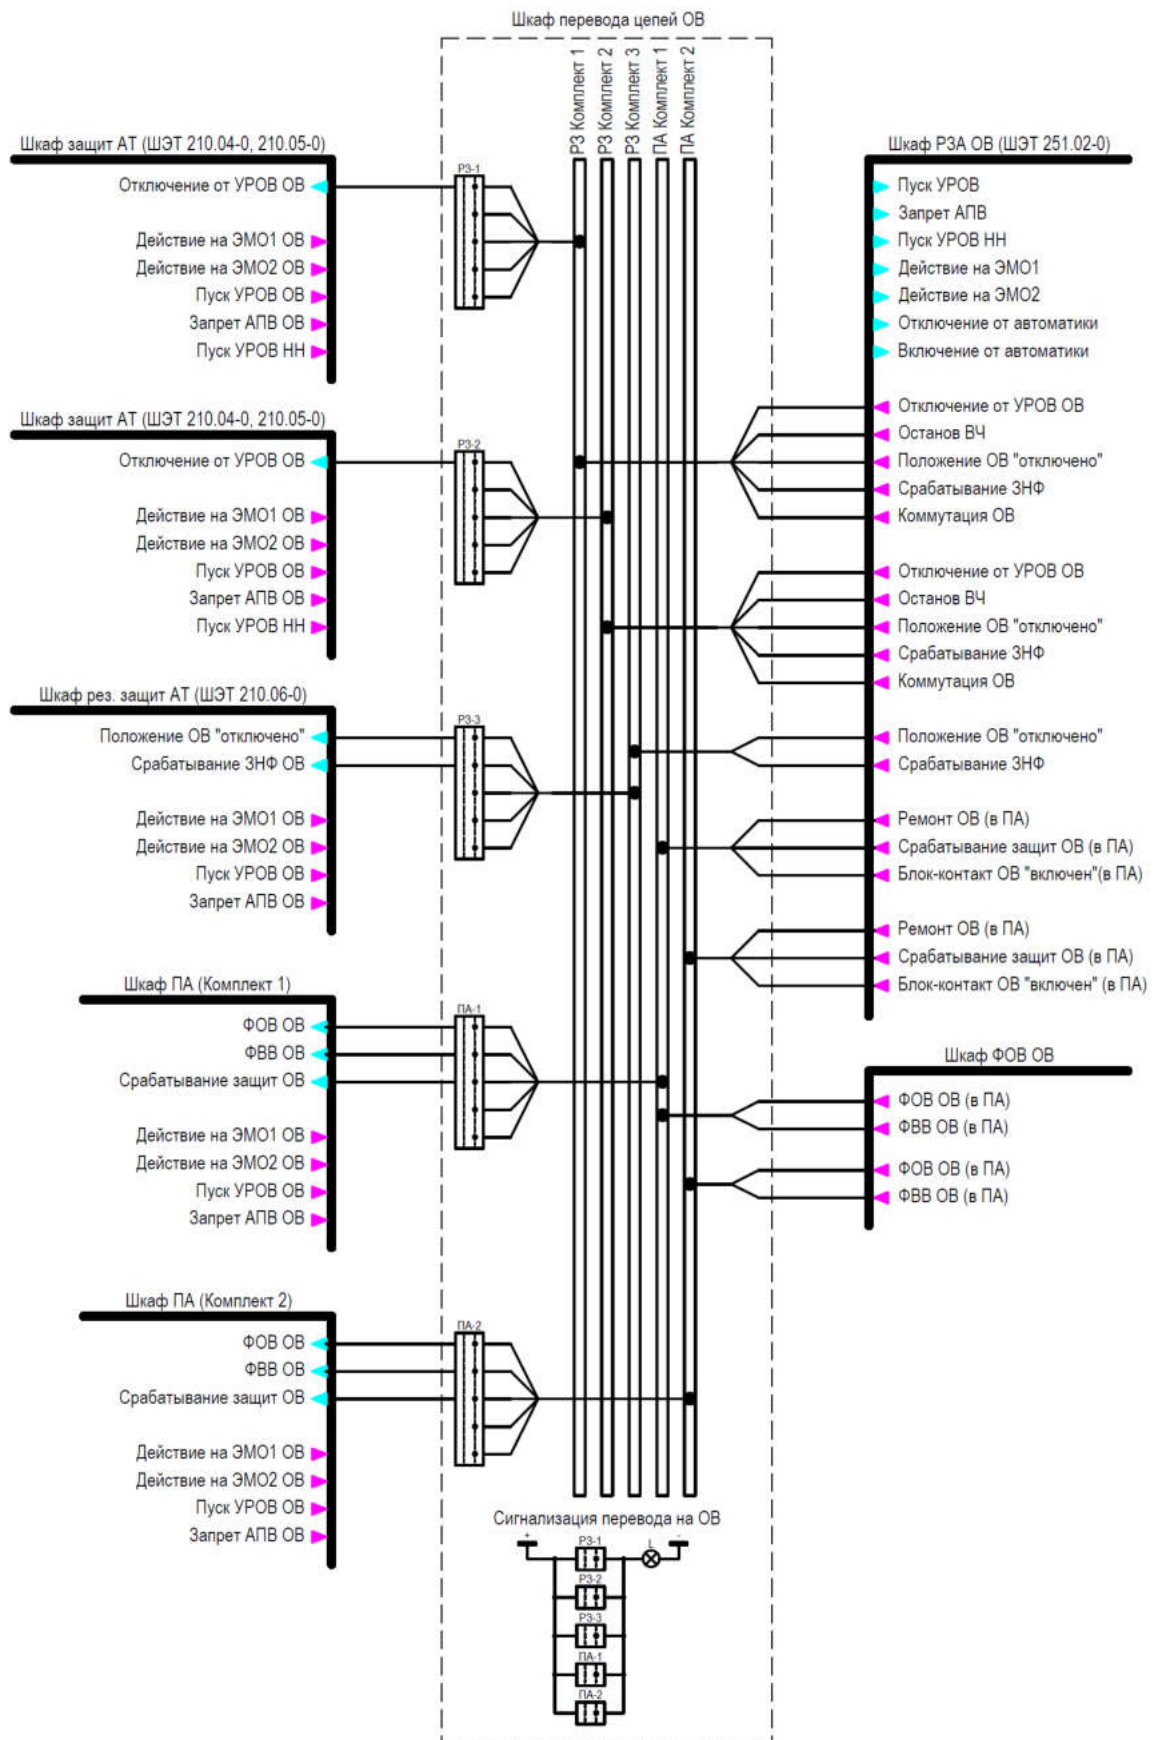 Шкаф перевода цепей ОВ
РЗ Комплект 1
РЗ Комплект 2
РЗ Комплект 3
ПА Комплект 1
ПА Комплект 2
Шкаф защит АТ (ШЭТ 210.04-0, 210.05-0)
Отключение от УРОВ ОВ
Действие на ЭМО1 ОВ
Действие на ЭМО2 ОВ
Пуск УРОВ ОВ
Запрет АПВ ОВ
Пуск УРОВ НН
РЗ-1
Шкаф защит АТ (ШЭТ 210.04-0, 210.05-0)
Отключение от УРОВ ОВ
Действие на ЭМО1 ОВ
Действие на ЭМО2 ОВ
Пуск УРОВ ОВ
Запрет АПВ ОВ
Пуск УРОВ НН
РЗ-2
Шкаф рез. защит АТ (ШЭТ 210.06-0)
Положение ОВ "отключено"
Срабатывание ЗНФ ОВ
Действие на ЭМО1 ОВ
Действие на ЭМО2 ОВ
Пуск УРОВ ОВ
Запрет АПВ ОВ
РЗ-3
Шкаф ПА (Комплект 1)
ФОВ ОВ
ФВВ ОВ
Срабатывание защит ОВ
Действие на ЭМО1 ОВ
Действие на ЭМО2 ОВ
Пуск УРОВ ОВ
Запрет АПВ ОВ
ПА-1
Шкаф ПА (Комплект 2)
ФОВ ОВ
ФВВ ОВ
Срабатывание защит ОВ
Действие на ЭМО1 ОВ
Действие на ЭМО2 ОВ
Пуск УРОВ ОВ
Запрет АПВ ОВ
ПА-2
Шкаф РЗА ОВ (ШЭТ 251.02-0)
Пуск УРОВ
Запрет АПВ
Пуск УРОВ НН
Действие на ЭМО1
Действие на ЭМО2
Отключение от автоматики
Включение от автоматики
Отключение от УРОВ ОВ
Останов ВЧ
Положение ОВ "отключено"
Срабатывание ЗНФ
Коммутация ОВ
Отключение от УРОВ ОВ
Останов ВЧ
Положение ОВ "отключено"
Срабатывание ЗНФ
Коммутация ОВ
Положение ОВ "отключено"
Срабатывание ЗНФ
Ремонт ОВ (в ПА)
Срабатывание защит ОВ (в ПА)
Блок-контакт ОВ "включен"(в ПА)
Ремонт ОВ (в ПА)
Срабатывание защит ОВ (в ПА)
Блок-контакт ОВ "включен" (в ПА)
Шкаф ФОВ ОВ
ФОВ ОВ (в ПА)
ФВВ ОВ (в ПА)
ФОВ ОВ (в ПА)
ФВВ ОВ (в ПА)
Сигнализация перевода на ОВ
+
РЗ-1
L
-
РЗ-2
РЗ-3
ПА-1
ПА-2